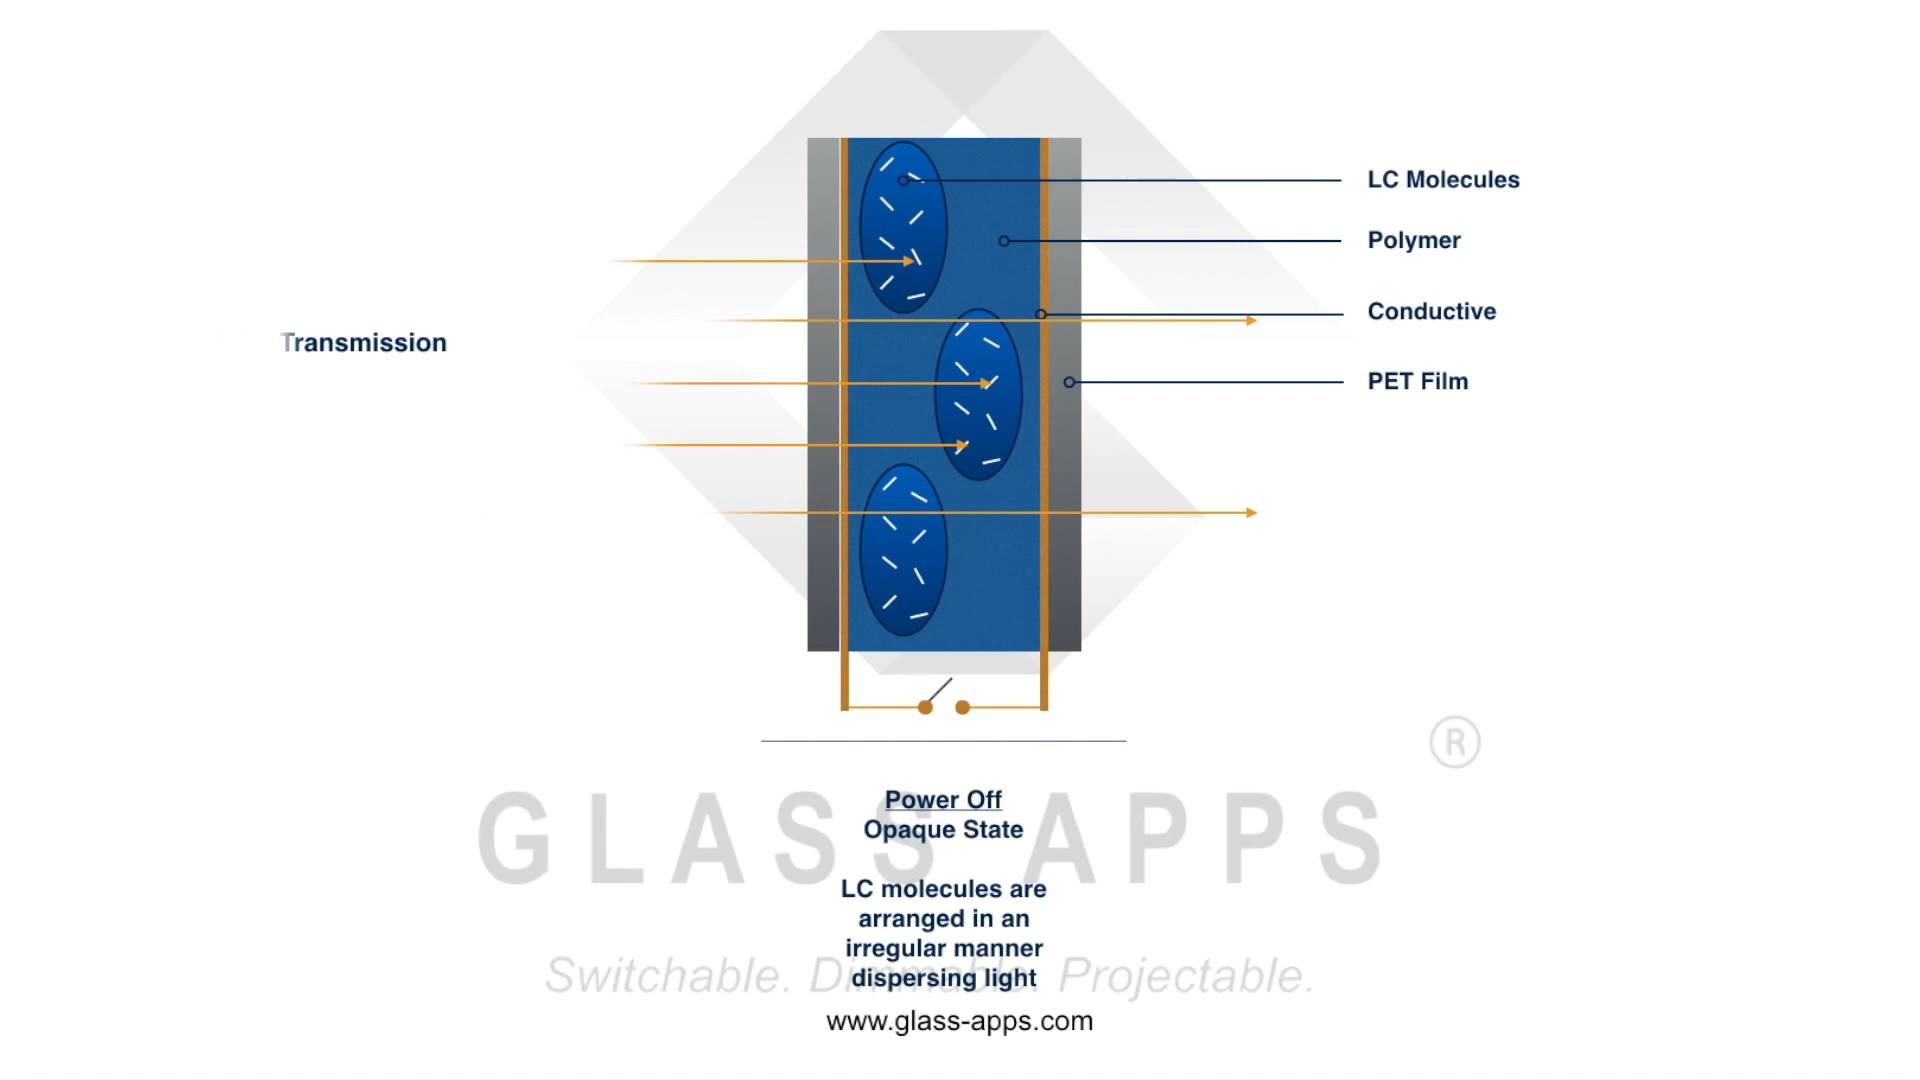 LC Molecules
Polymer
Conductive
PET Film
Transmission
®
Power Off
Opaque State
GLASS APPS
LC molecules are
arranged in an
irregular manner
dispersing light
Switchable. Dimmable. Projectable.
www.glass-apps.com